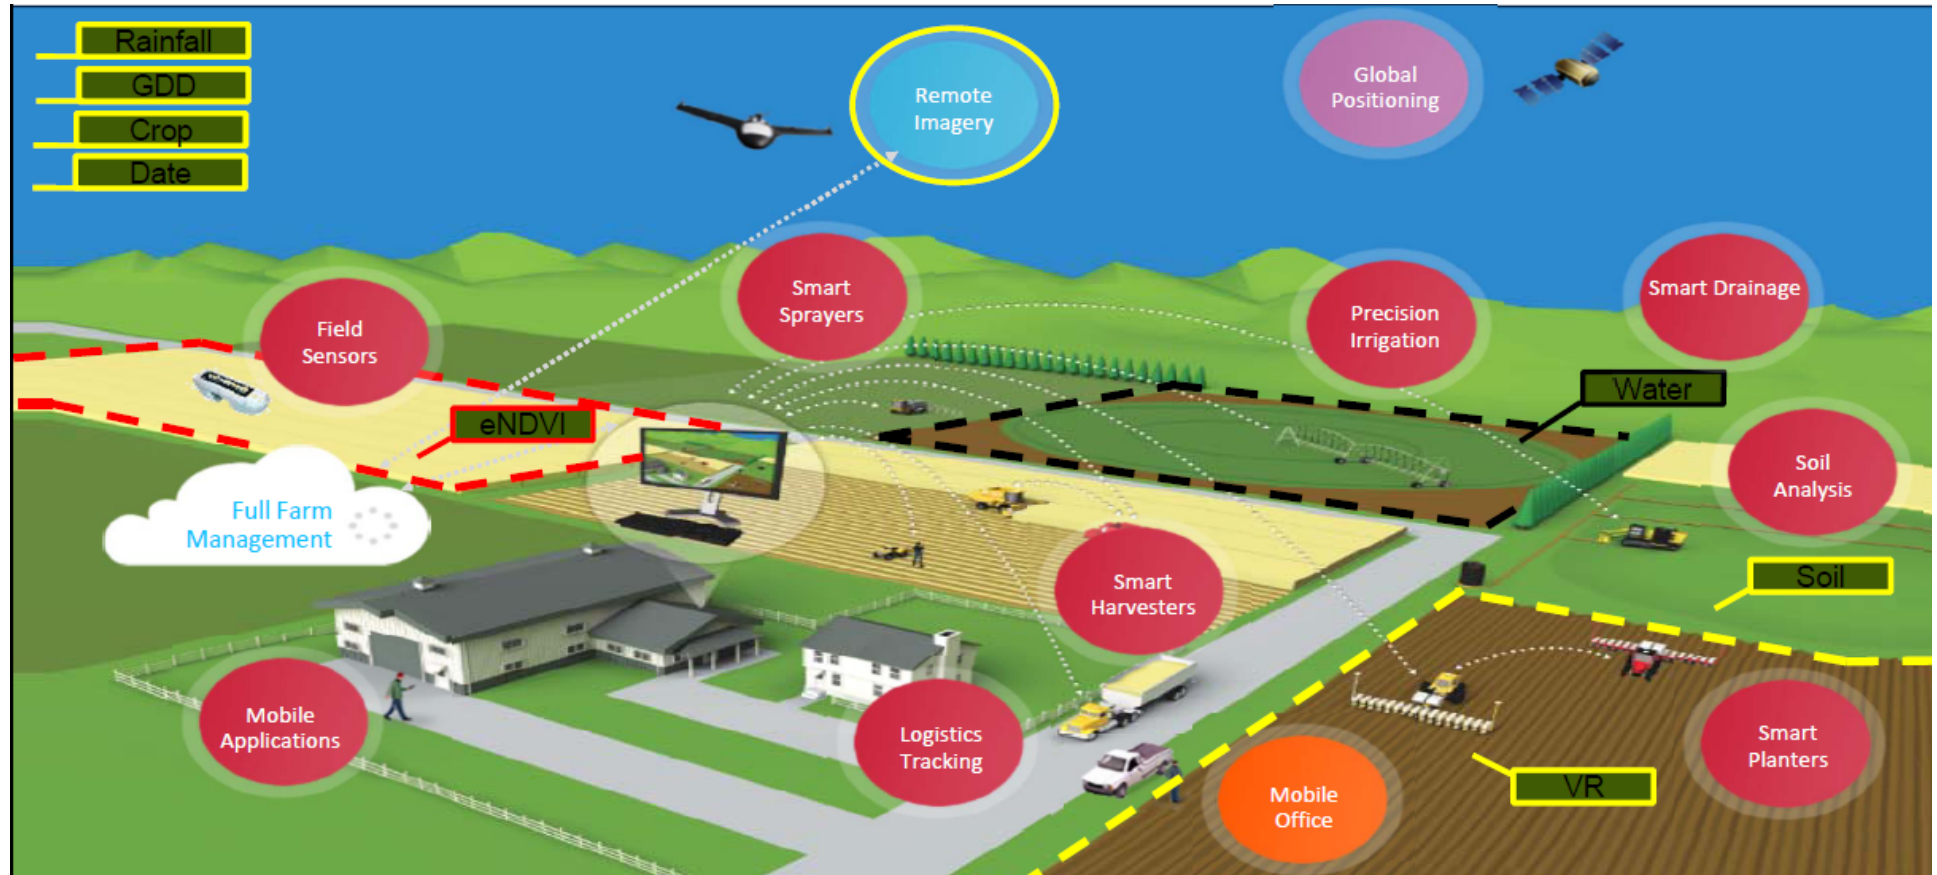 Rainfall
GDD
Crop
Date
Remote
Imagery
Global
Positioning
Field
Sensors
Smart
Sprayers
Precision
Irrigation
Smart Drainage
Water
eNDVI
Full Farm
Management
Soil
Analysis
Soil
Smart
Harvesters
Mobile
Applications
Logistics
Tracking
Mobile
Office
VR
Smart
Planters